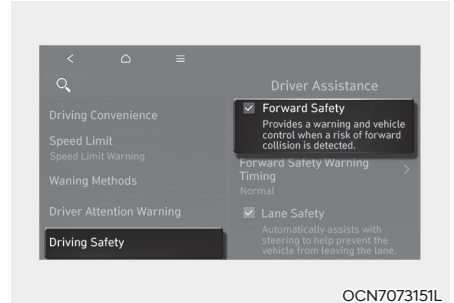 Driver Assistance
Driving Convenience
Speed Limit
Speed Limit Warning
Waning Methods
Driver Attention Warning
Driving Safety
Forward Safety
Provides a warning and vehicle
control when a risk of forward
collision is detected.
Forward Safety Warning
Timing
Normal
Lane Safety
Automatically assists with
steering to help prevent the
vehicle from leaving the lane.
OCN7073151L